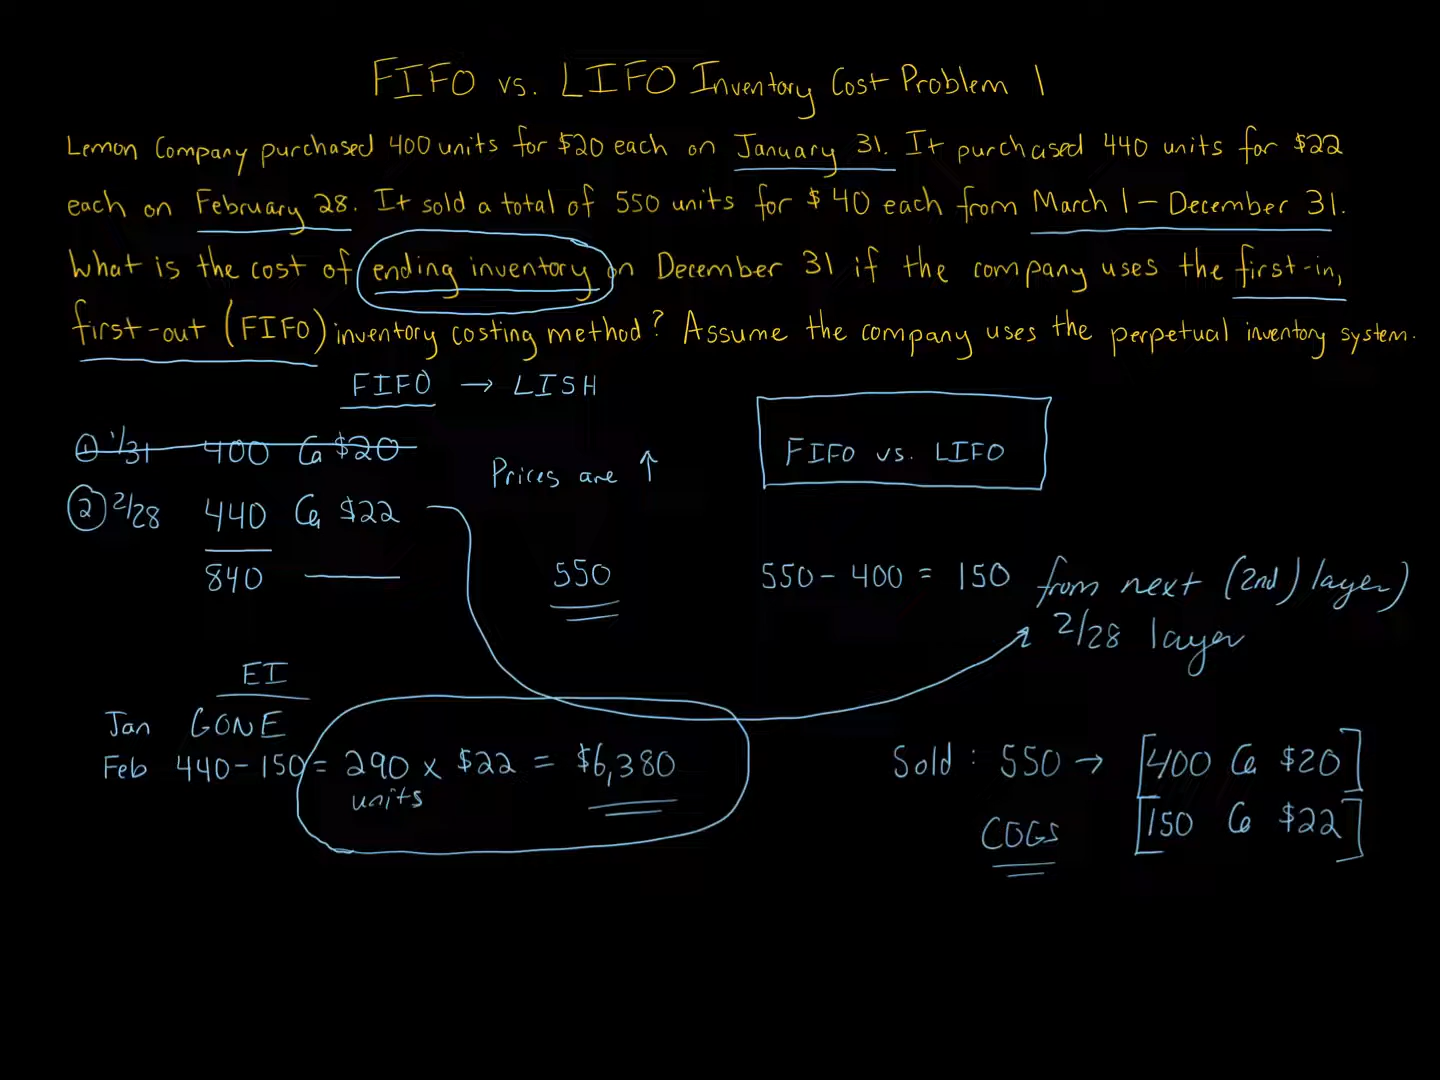 FIFO vs. LIFO Inventory Cost Problem 1
Lemon Company purchased 400 units for $20 each on January 31. It purchased 440 units for $22
each on February 28. It sold a total of 550 units for $40 each from March 1 - December 31.
What is the cost of ending inventory on December 31 if the company uses the first-in,
first-out (FIFO) inventory costing method? Assume the company uses the perpetual inventory system.
FIFO → LISH
① 1/31 400 @ $20
Prices are ↑
FIFO vs. LIFO
② 2/28 440 @ $22
840
550
550 - 400 = 150 from next (2nd) layer)
2/28 layer
EI
Jan GONE
Feb 440 - 150 = 290 x $22 = $6,380
units
Sold: 550 → [400 @ $20]
[150 @ $22]
COGS